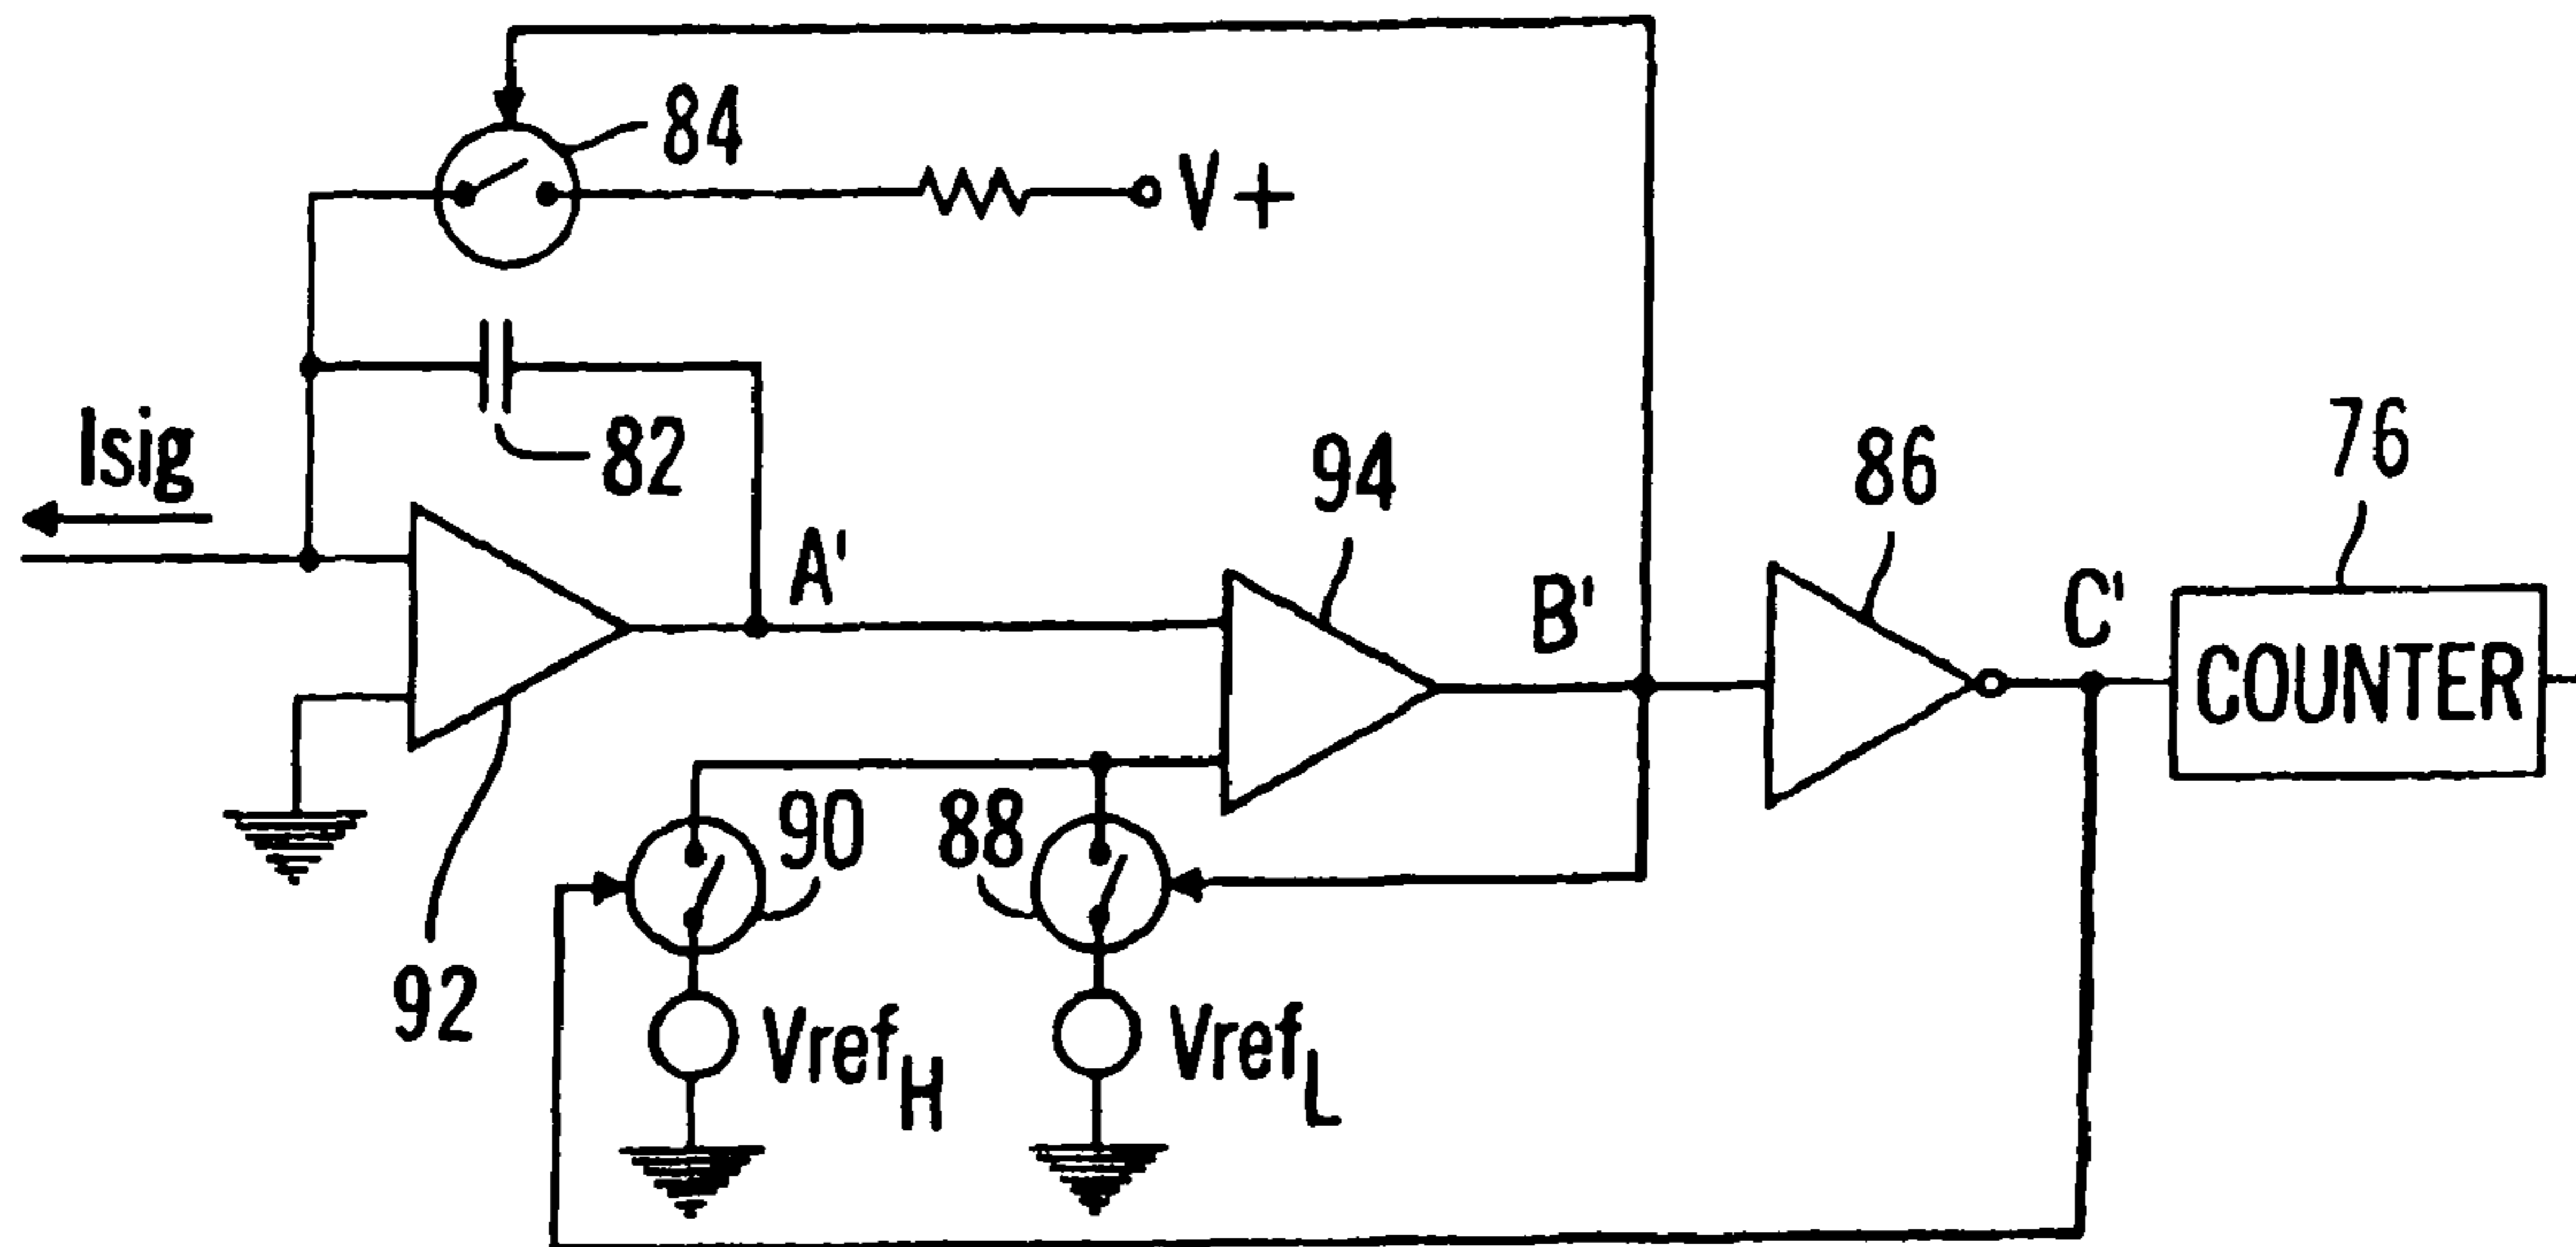 84
V+
82
Isig
A'
94
B'
86
C'
76
COUNTER
90
88
92
VrefH
VrefL